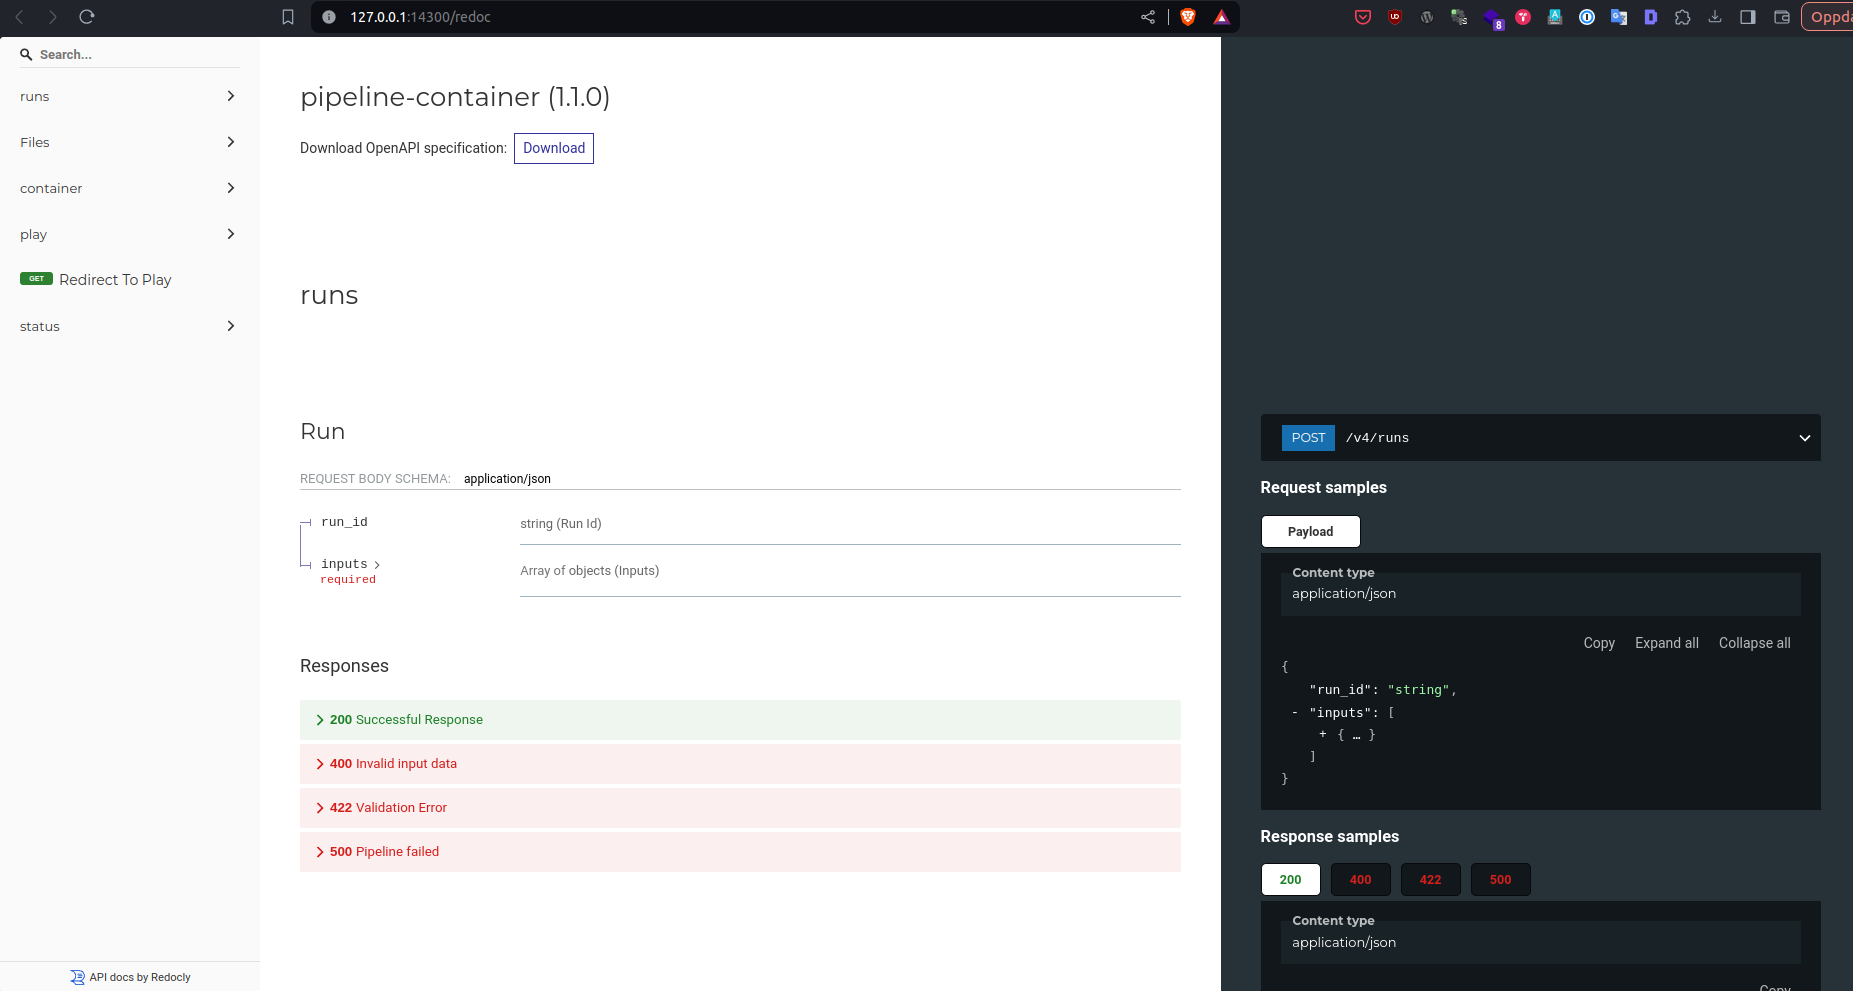 127.0.0.1:14300/redoc
8
Oppda
Search...
runs
Files
container
play
GET Redirect To Play
status
API docs by Redocly
pipeline-container (1.1.0)
Download OpenAPI specification: Download
runs
Run
REQUEST BODY SCHEMA: application/json
run_id
string (Run Id)
inputs
required
Array of objects (Inputs)
Responses
200 Successful Response
400 Invalid input data
422 Validation Error
500 Pipeline failed
POST /v4/runs
Request samples
Payload
Content type
application/json
Copy Expand all Collapse all
{
"run_id": "string",
- "inputs": [
+ { … }
]
}
Response samples
200 400 422 500
Content type
application/json
Copy